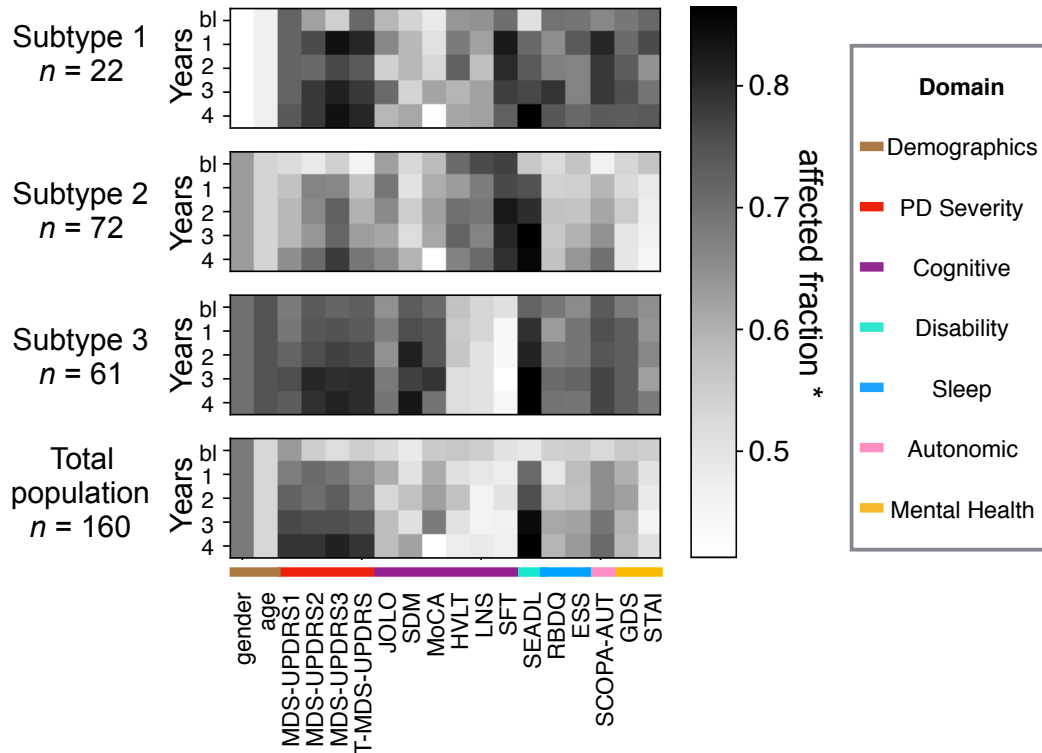 Subtype 1
n = 22
Years
bl
1
2
3
4
Subtype 2
n = 72
Years
bl
1
2
3
4
Subtype 3
n = 61
bl
1
2
3
4
Total
population
n = 160
Years
bl
1
2
3
4
gender
age
MDS-UPDRS1
MDS-UPDRS2
MDS-UPDRS3
T-MDS-UPDRS
JOLO
SDM
MoCA
HVLT
LNS
SFT
SEADL
RBDQ
ESS
SCOPA-AUT
GDS
STAI
0.8
0.7
0.6
0.5
affected fraction *
Domain
Demographics
PD Severity
Cognitive
Disability
Sleep
Autonomic
Mental Health